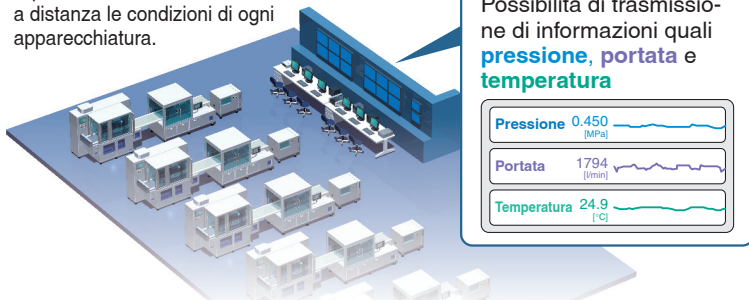 a distanza le condizioni di ogni
apparecchiatura.
Possibilità di trasmissio-
ne di informazioni quali
pressione, portata e
temperatura
Pressione 0.450
[MPa]
Portata 1794
[l/min]
Temperatura 24.9
[°C]